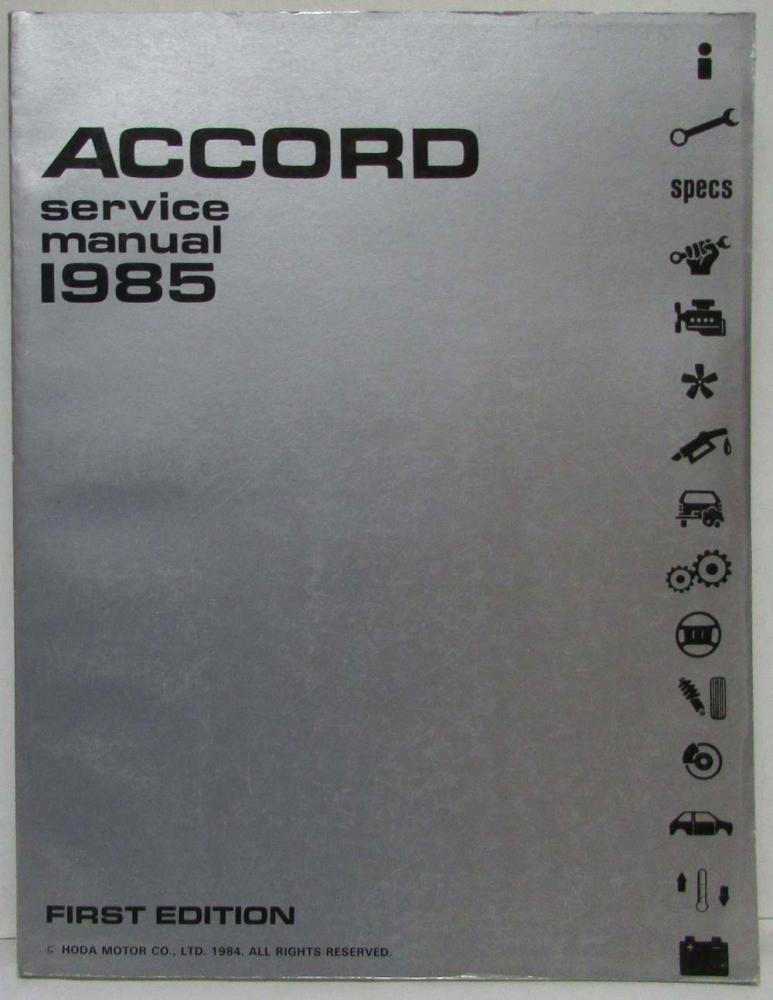 ACCORD
service
manual
1985
specs
FIRST EDITION
© HODA MOTOR CO., LTD. 1984. ALL RIGHTS RESERVED.